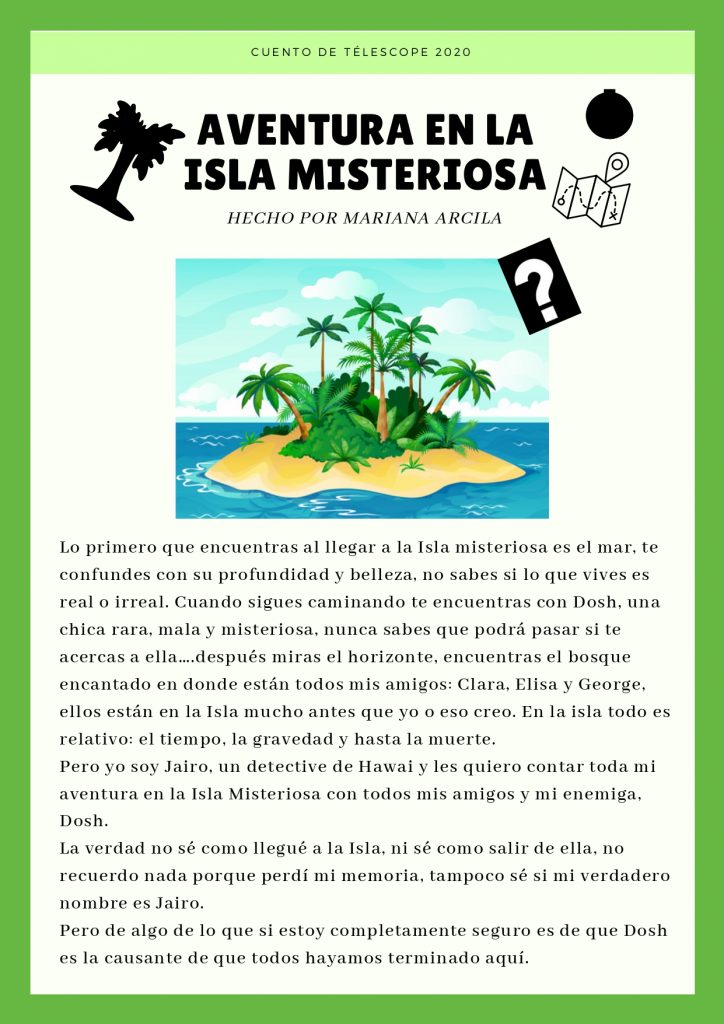 CUENTO DE TÉLESCOPE 2020
AVENTURA EN LA
ISLA MISTERIOSA
HECHO POR MARIANA ARCILA
?
Lo primero que encuentras al llegar a la Isla misteriosa es el mar, te
confundes con su profundidad y belleza, no sabes si lo que vives es
real o irreal. Cuando sigues caminando te encuentras con Dosh, una
chica rara, mala y misteriosa, nunca sabes que podrá pasar si te
acercas a ella....después miras el horizonte, encuentras el bosque
encantado en donde están todos mis amigos: Clara, Elisa y George,
ellos están en la Isla mucho antes que yo o eso creo. En la isla todo es
relativo: el tiempo, la gravedad y hasta la muerte.
Pero yo soy Jairo, un detective de Hawai y les quiero contar toda mi
aventura en la Isla Misteriosa con todos mis amigos y mi enemiga,
Dosh.
La verdad no sé como llegué a la Isla, ni sé como salir de ella, no
recuerdo nada porque perdí mi memoria, tampoco sé si mi verdadero
nombre es Jairo.
Pero de algo de lo que si estoy completamente seguro es de que Dosh
es la causante de que todos hayamos terminado aquí.